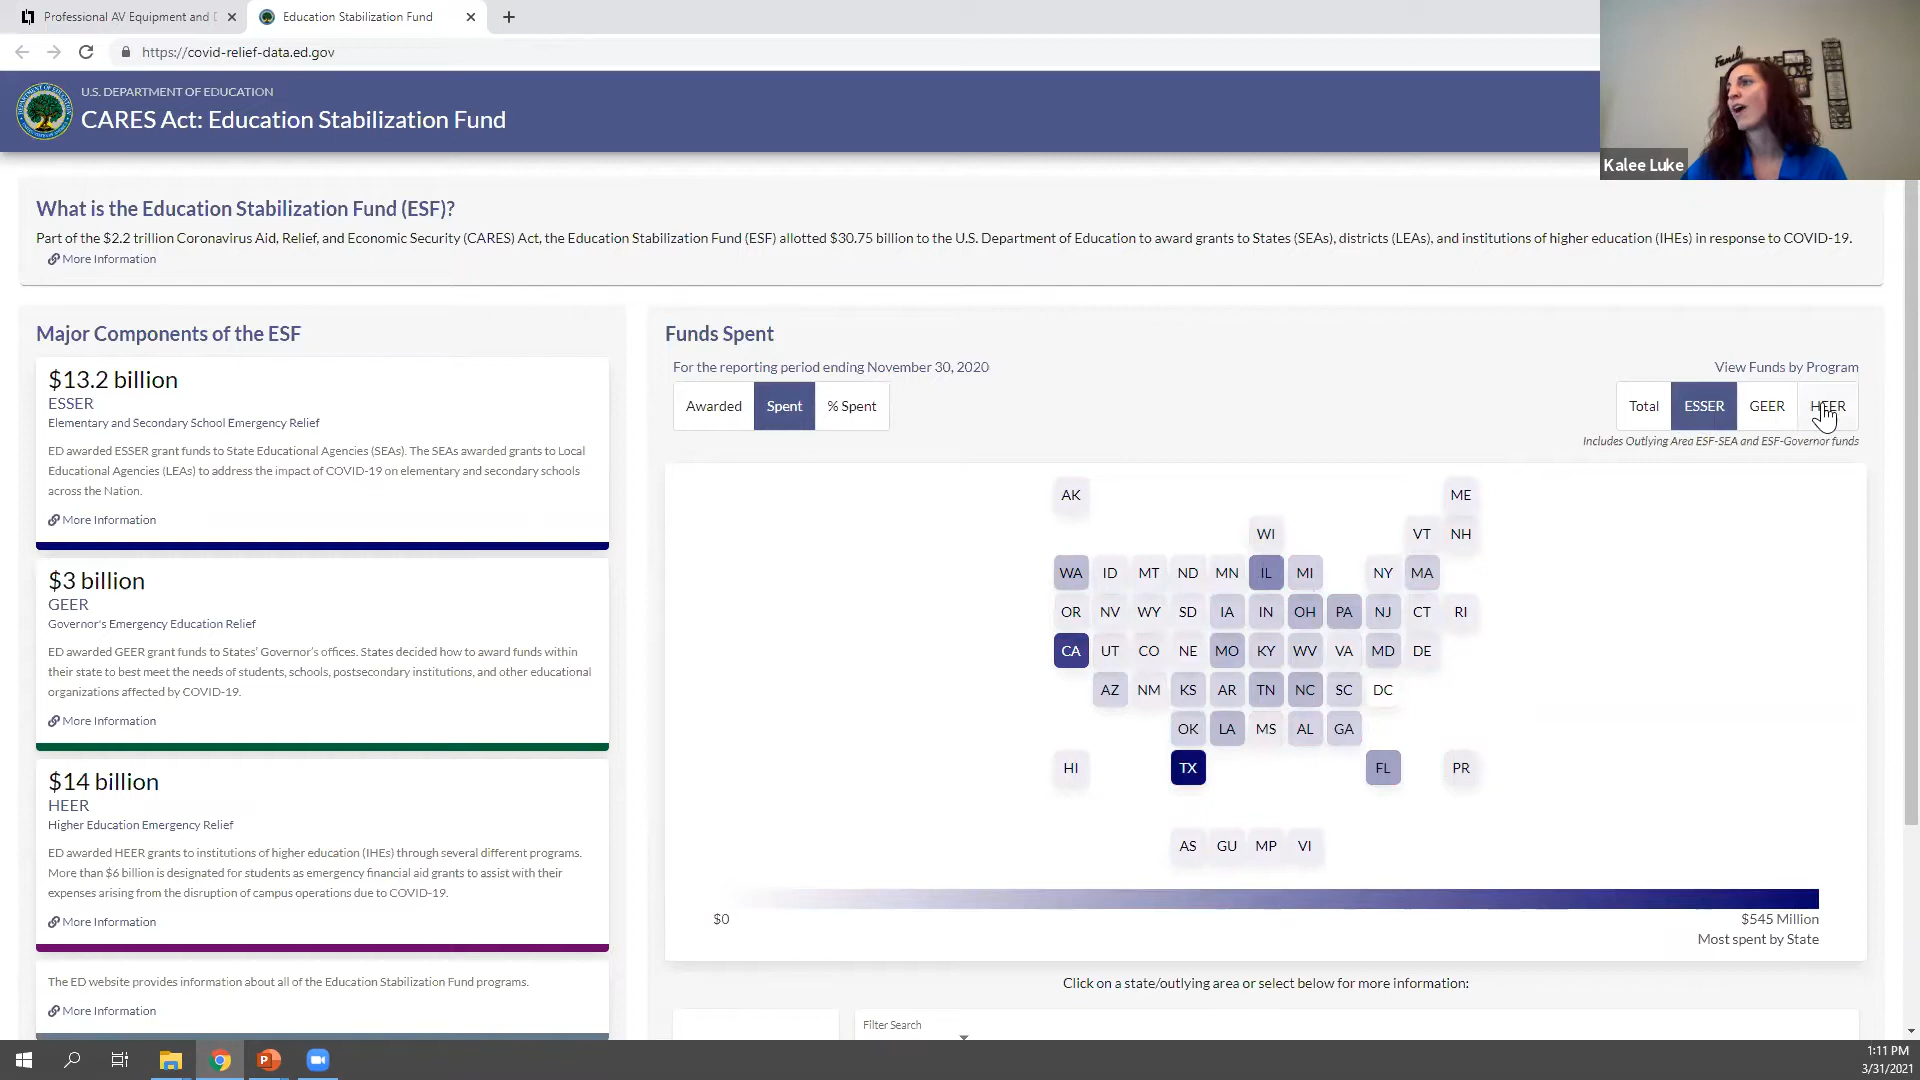 Professional AV Equipment and
Education Stabilization Fund
https://covid-relief-data.ed.gov
U.S. DEPARTMENT OF EDUCATION
CARES Act: Education Stabilization Fund
Family
Kalee Luke
What is the Education Stabilization Fund (ESF)?
Part of the $2.2 trillion Coronavirus Aid, Relief, and Economic Security (CARES) Act, the Education Stabilization Fund (ESF) allotted $30.75 billion to the U.S. Department of Education to award grants to States (SEAs), districts (LEAs), and institutions of higher education (IHEs) in response to COVID-19.
More Information
Major Components of the ESF
$13.2 billion
ESSER
Elementary and Secondary School Emergency Relief
ED awarded ESSER grant funds to State Educational Agencies (SEAs). The SEAs awarded grants to Local
Educational Agencies (LEAs) to address the impact of COVID-19 on elementary and secondary schools
across the Nation.
More Information
$3 billion
GEER
Governor's Emergency Education Relief
ED awarded GEER grant funds to States' Governor's offices. States decided how to award funds within
their state to best meet the needs of students, schools, postsecondary institutions, and other educational
organizations affected by COVID-19.
More Information
$14 billion
HEER
Higher Education Emergency Relief
ED awarded HEER grants to institutions of higher education (IHEs) through several different programs.
More than $6 billion is designated for students as emergency financial aid grants to assist with their
expenses arising from the disruption of campus operations due to COVID-19.
More Information
The ED website provides information about all of the Education Stabilization Fund programs.
More Information
Funds Spent
For the reporting period ending November 30, 2020
View Funds by Program
Awarded Spent % Spent
Total ESSER GEER HEER
Includes Outlying Area ESF-SEA and ESF-Governor funds
AK ME
WI VT NH
WA ID MT ND MN IL MI NY MA
OR NV WY SD IA IN OH PA NJ CT RI
CA UT CO NE MO KY WV VA MD DE
AZ NM KS AR TN NC SC DC
OK LA MS AL GA
HI TX FL PR
AS GU MP VI
$0 $545 Million
Most spent by State
Click on a state/outlying area or select below for more information:
Filter Search
1:11 PM
3/31/2021